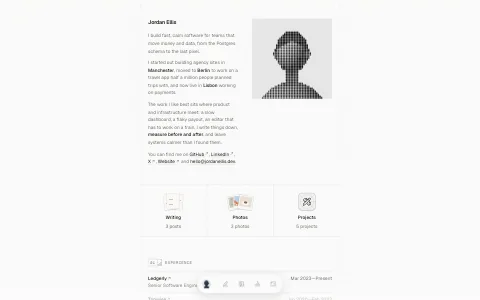 Jordan Ellis
I build fast, calm software for teams that
move money and data, from the Postgres
schema to the last pixel.
I started out building agency sites in
Manchester, moved to Berlin to work on a
travel app half a million people planned
trips with, and now live in Lisbon working
on payments.
The work I like best sits where product
and infrastructure meet: a slow
dashboard, a flaky payout, an editor that
has to work on a train. I write things down,
measure before and after, and leave
systems calmer than I found them.
You can find me on GitHub ↗, LinkedIn ↗,
X ↗, Website ↗ and hello@jordanellis.dev.
Writing
3 posts
Photos
3 photos
Projects
5 projects
EXPERIENCE
Ledgerly ↗
Mar 2023—Present
Senior Software Engin